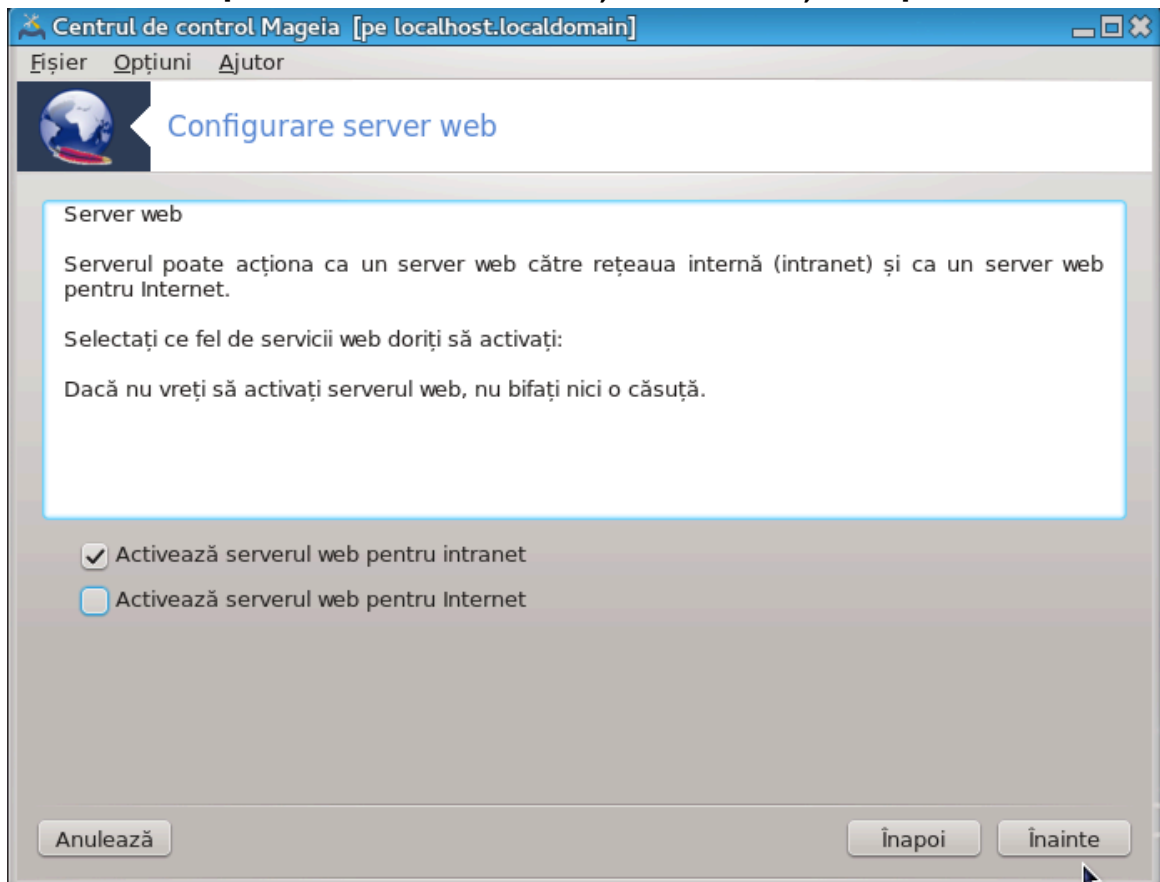 Centrul de control Mageia [pe localhost.localdomain]
Fișier Opțiuni Ajutor
Configurare server web
Server web
Serverul poate acționa ca un server web către rețeaua internă (intranet) și ca un server web
pentru Internet.
Selectați ce fel de servicii web doriți să activați:
Dacă nu vreți să activați serverul web, nu bifați nici o căsuță.
Activează serverul web pentru intranet
Activează serverul web pentru Internet
Anulează Înapoi Înainte